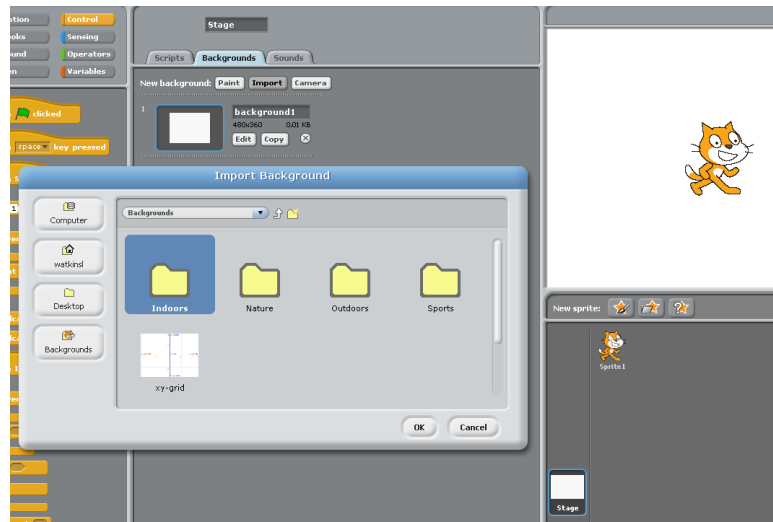 Control
Sensing
Operators
Variables
clicked
space key pressed
1
Stage
Scripts Backgrounds Sounds
New background: Paint Import Camera
1
background1
480x360 0.01 KB
Edit Copy
Import Background
Computer
watkinsl
Desktop
Backgrounds
Backgrounds
Indoors Nature Outdoors Sports
xy-grid
OK Cancel
New sprite:
Sprite1
Stage